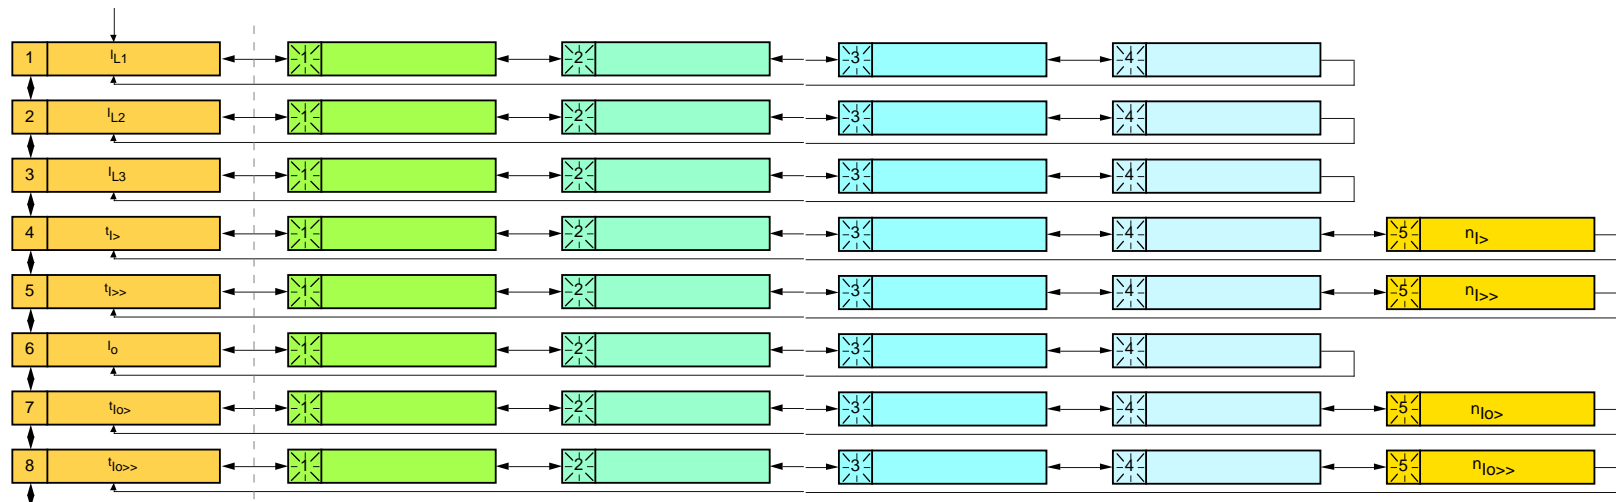 1 IL1 1 2 3 4
2 IL2 1 2 3 4
3 IL3 1 2 3 4
4 tI> 1 2 3 4 5 nI>
5 tI>> 1 2 3 4 5 nI>>
6 Io 1 2 3 4
7 tIo> 1 2 3 4 5 nIo>
8 tIo>> 1 2 3 4 5 nIo>>